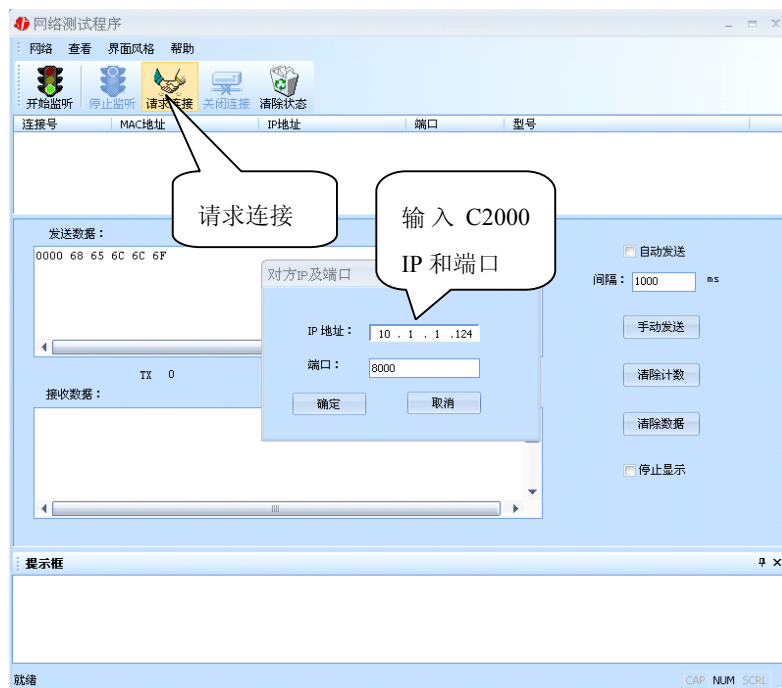 网络测试程序
网络 查看 界面风格 帮助
开始监听 停止监听 请求连接 关闭连接 清除状态
连接号 MAC地址 IP地址 端口 型号
请求连接
输入 C2000
IP 和端口
发送数据：
0000 68 65 6C 6C 6F
自动发送
间隔： 1000 ms
对方IP及端口
IP 地址： 10 . 1 . 1 .124
端口： 8000
确定 取消
手动发送
TX 0
清除计数
接收数据：
清除数据
停止显示
提示框
就绪
CAP NUM SCRL